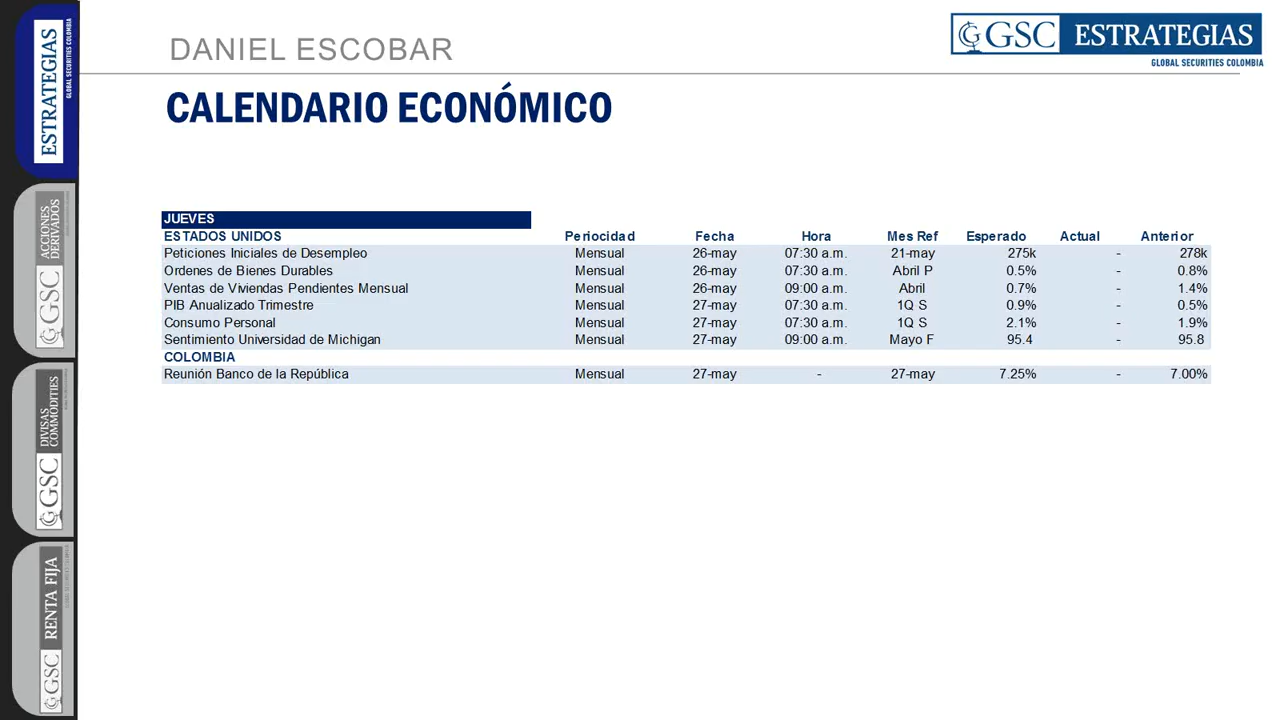 DANIEL ESCOBAR
GSC ESTRATEGIAS
GLOBAL SECURITIES COLOMBIA
CALENDARIO ECONÓMICO
ESTRATEGIAS
GLOBAL SECURITIES COLOMBIA
ACCIONES
DERIVADOS
GSC
DIVISAS
COMMODITIES
GSC
RENTA FIJA
GSC
JUEVES
ESTADOS UNIDOS Periocidad Fecha Hora Mes Ref Esperado Actual Anterior
Peticiones Iniciales de Desempleo Mensual 26-may 07:30 a.m. 21-may 275k - 278k
Ordenes de Bienes Durables Mensual 26-may 07:30 a.m. Abril P 0.5% - 0.8%
Ventas de Viviendas Pendientes Mensual Mensual 26-may 09:00 a.m. Abril 0.7% - 1.4%
PIB Anualizado Trimestre Mensual 27-may 07:30 a.m. 1Q S 0.9% - 0.5%
Consumo Personal Mensual 27-may 07:30 a.m. 1Q S 2.1% - 1.9%
Sentimiento Universidad de Michigan Mensual 27-may 09:00 a.m. Mayo F 95.4 - 95.8
COLOMBIA
Reunión Banco de la República Mensual 27-may - 27-may 7.25% - 7.00%